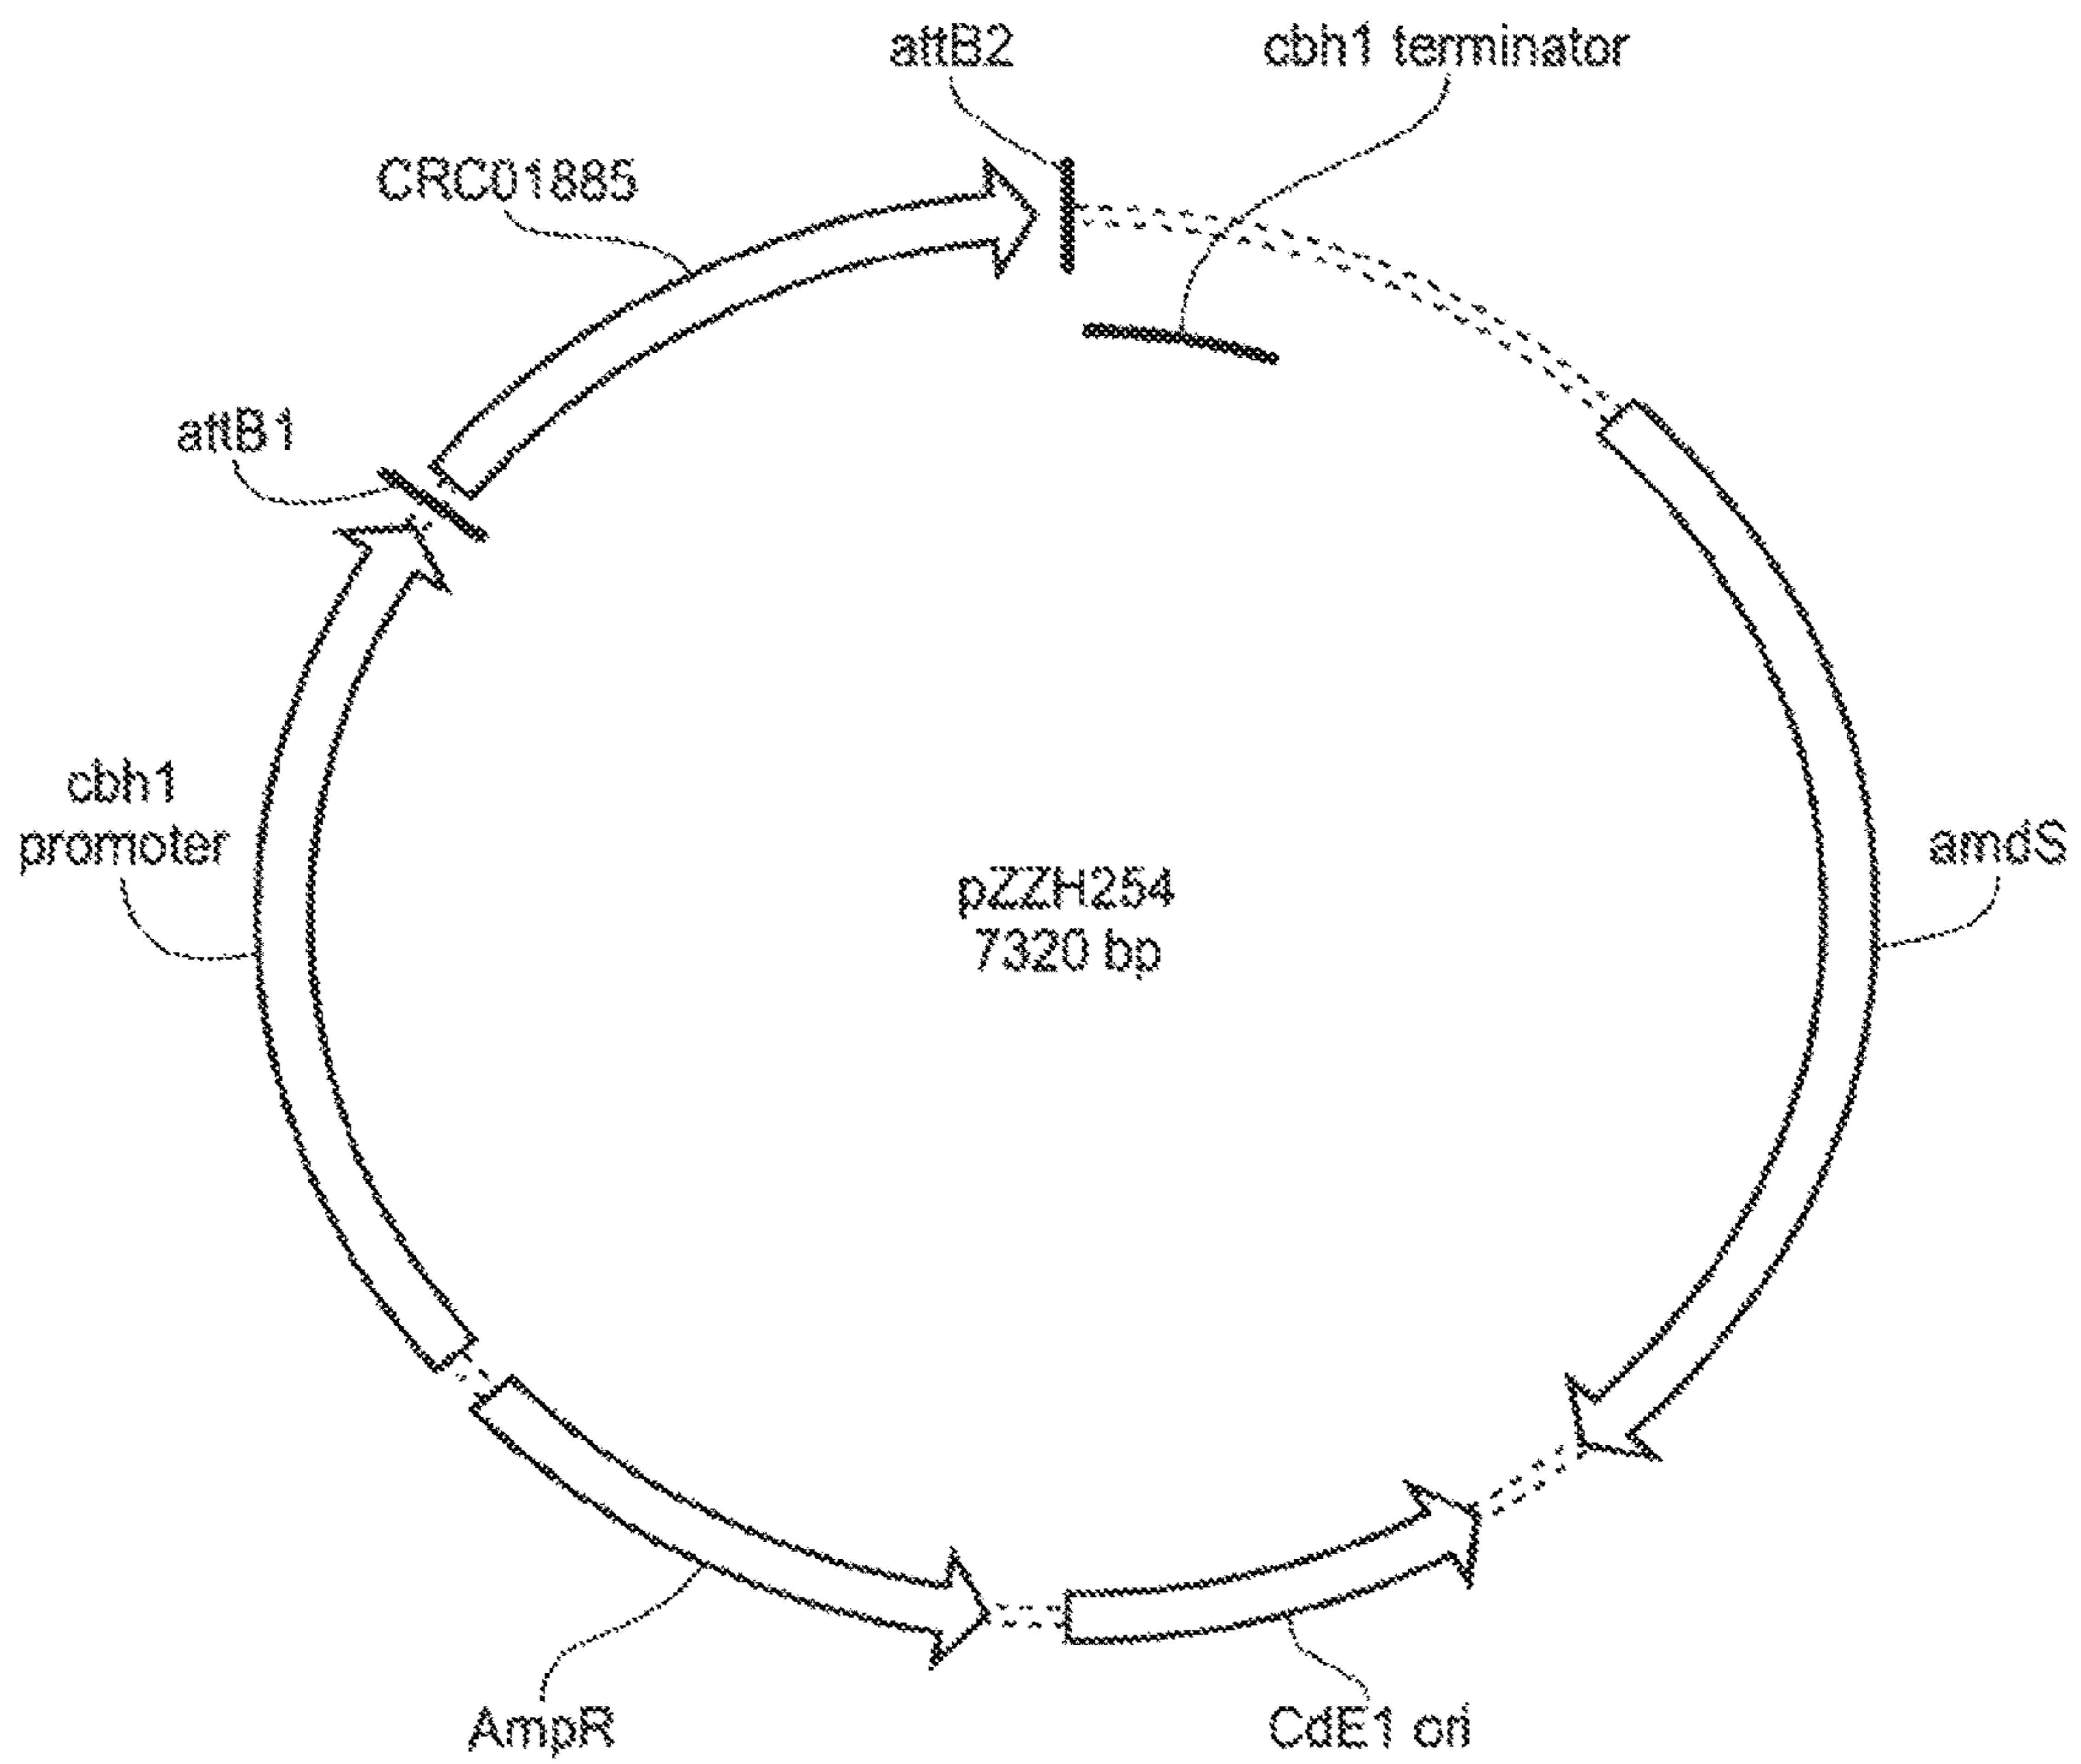 attB2
cbh1 terminator
CRC01885
attB1
cbh1
promoter
pZZH254
7320 bp
amdS
AmpR
CdE1 ori